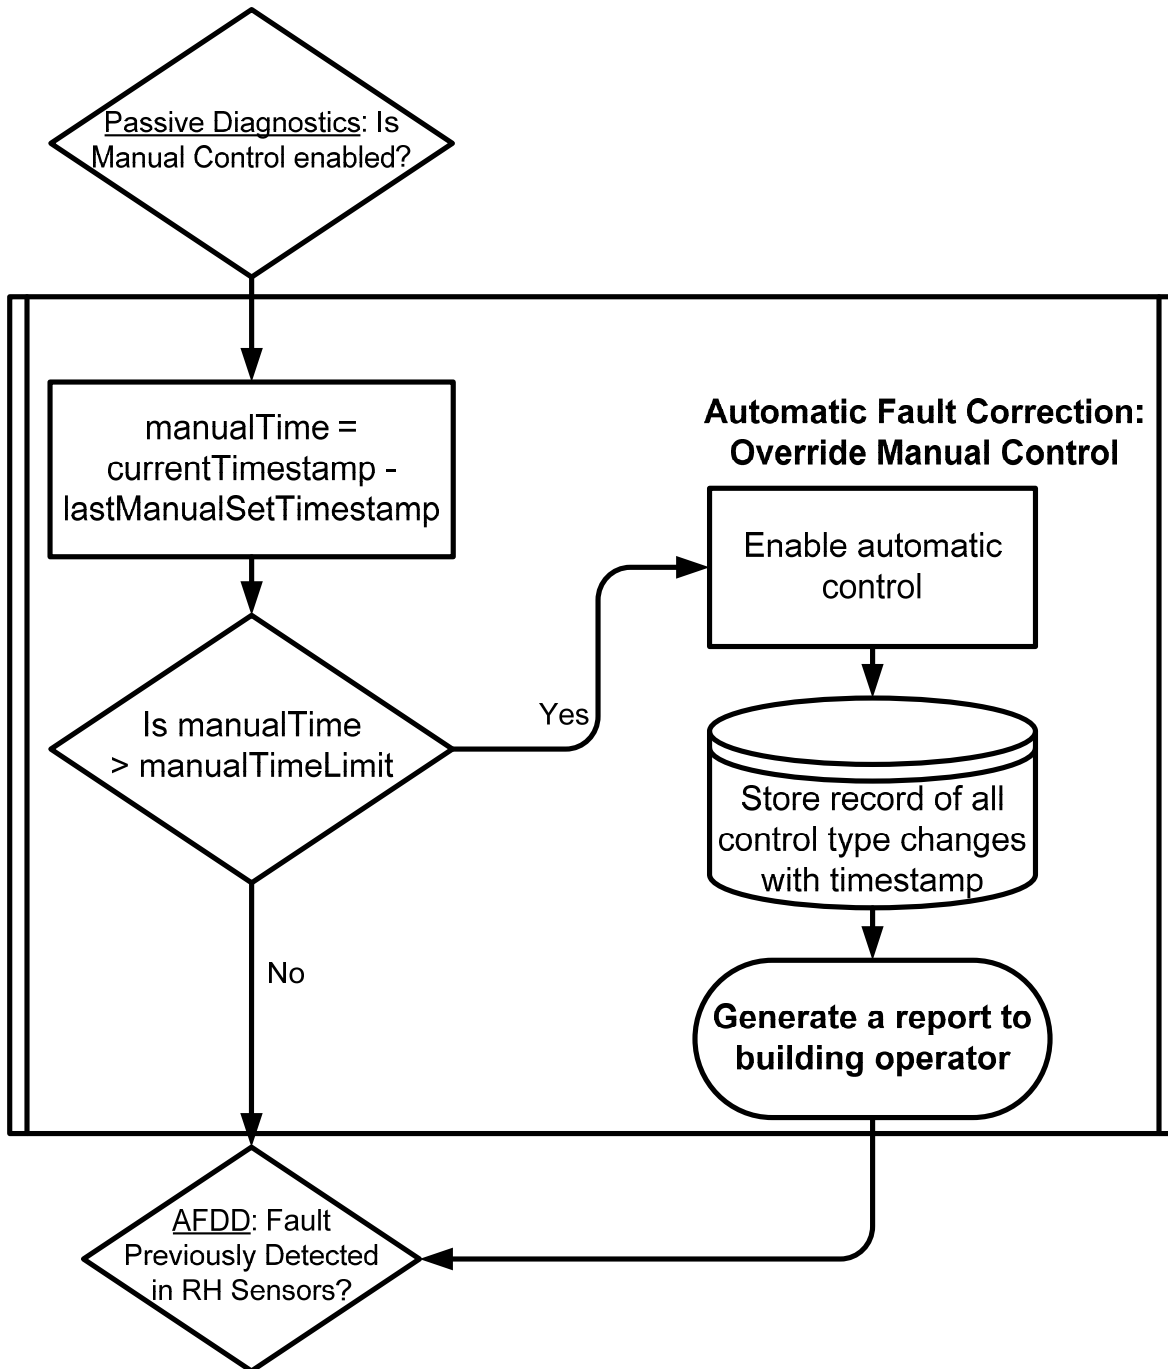 Passive Diagnostics: Is
Manual Control enabled?
manualTime =
currentTimestamp -
lastManualSetTimestamp
Automatic Fault Correction:
Override Manual Control
Enable automatic
control
Is manualTime
> manualTimeLimit
Yes
Store record of all
control type changes
with timestamp
No
Generate a report to
building operator
AFDD: Fault
Previously Detected
in RH Sensors?